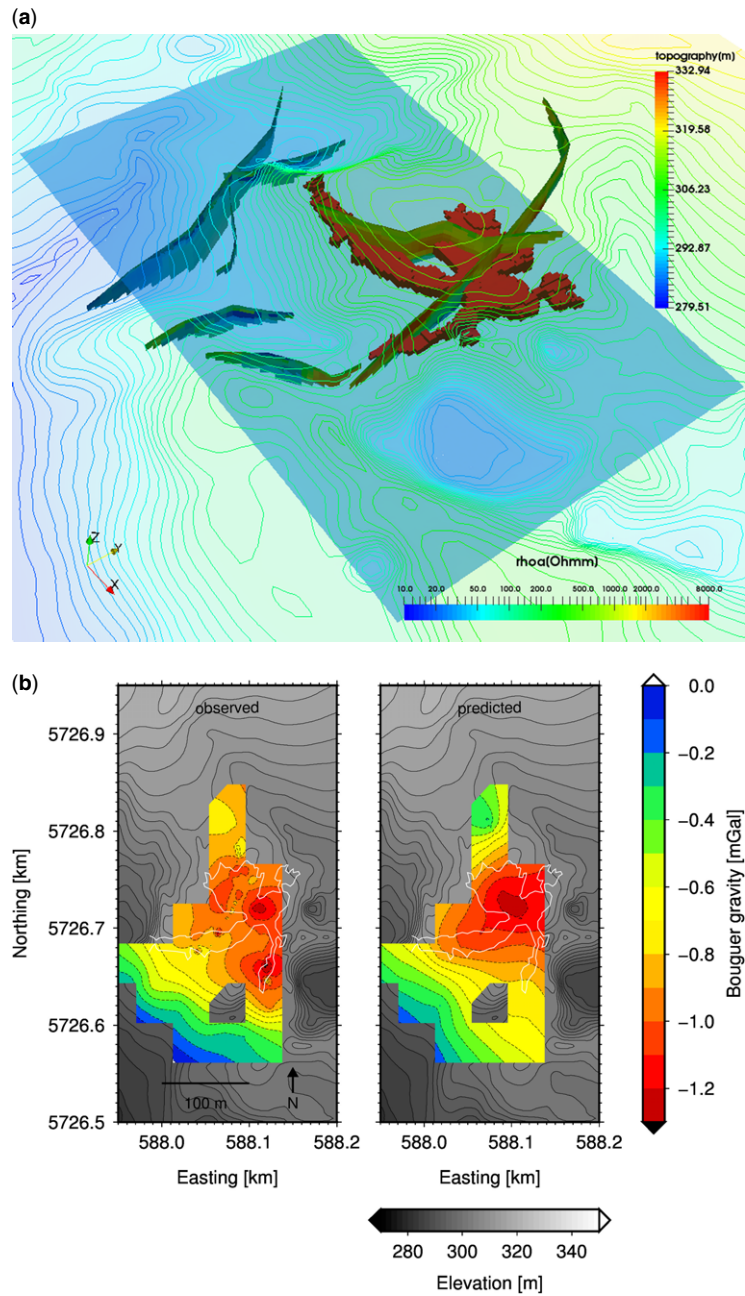 (a)
topography(m)
332.94
319.58
306.23
292.87
279.51
Z
Y
X
rhoa(Ohmm)
10.0 20.0 50.0 100.0 200.0 500.0 1000.0 2000.0 8000.0
(b)
observed
predicted
5726.9
5726.8
5726.7
5726.6
5726.5
Northing [km]
100 m
N
588.0 588.1 588.2
588.0 588.1 588.2
Easting [km]
Easting [km]
0.0
−0.2
−0.4
−0.6
−0.8
−1.0
−1.2
Bouguer gravity [mGal]
280 300 320 340
Elevation [m]